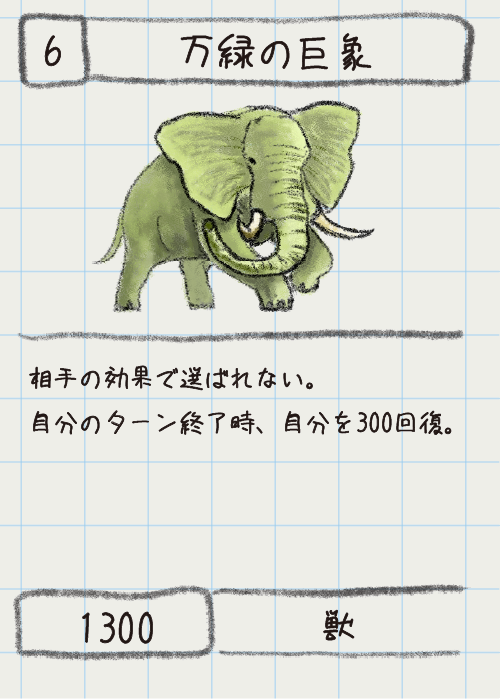 6
万緑の巨象
相手の効果で選ばれない。
自分のターン終了時、自分を300回復。
1300
獣